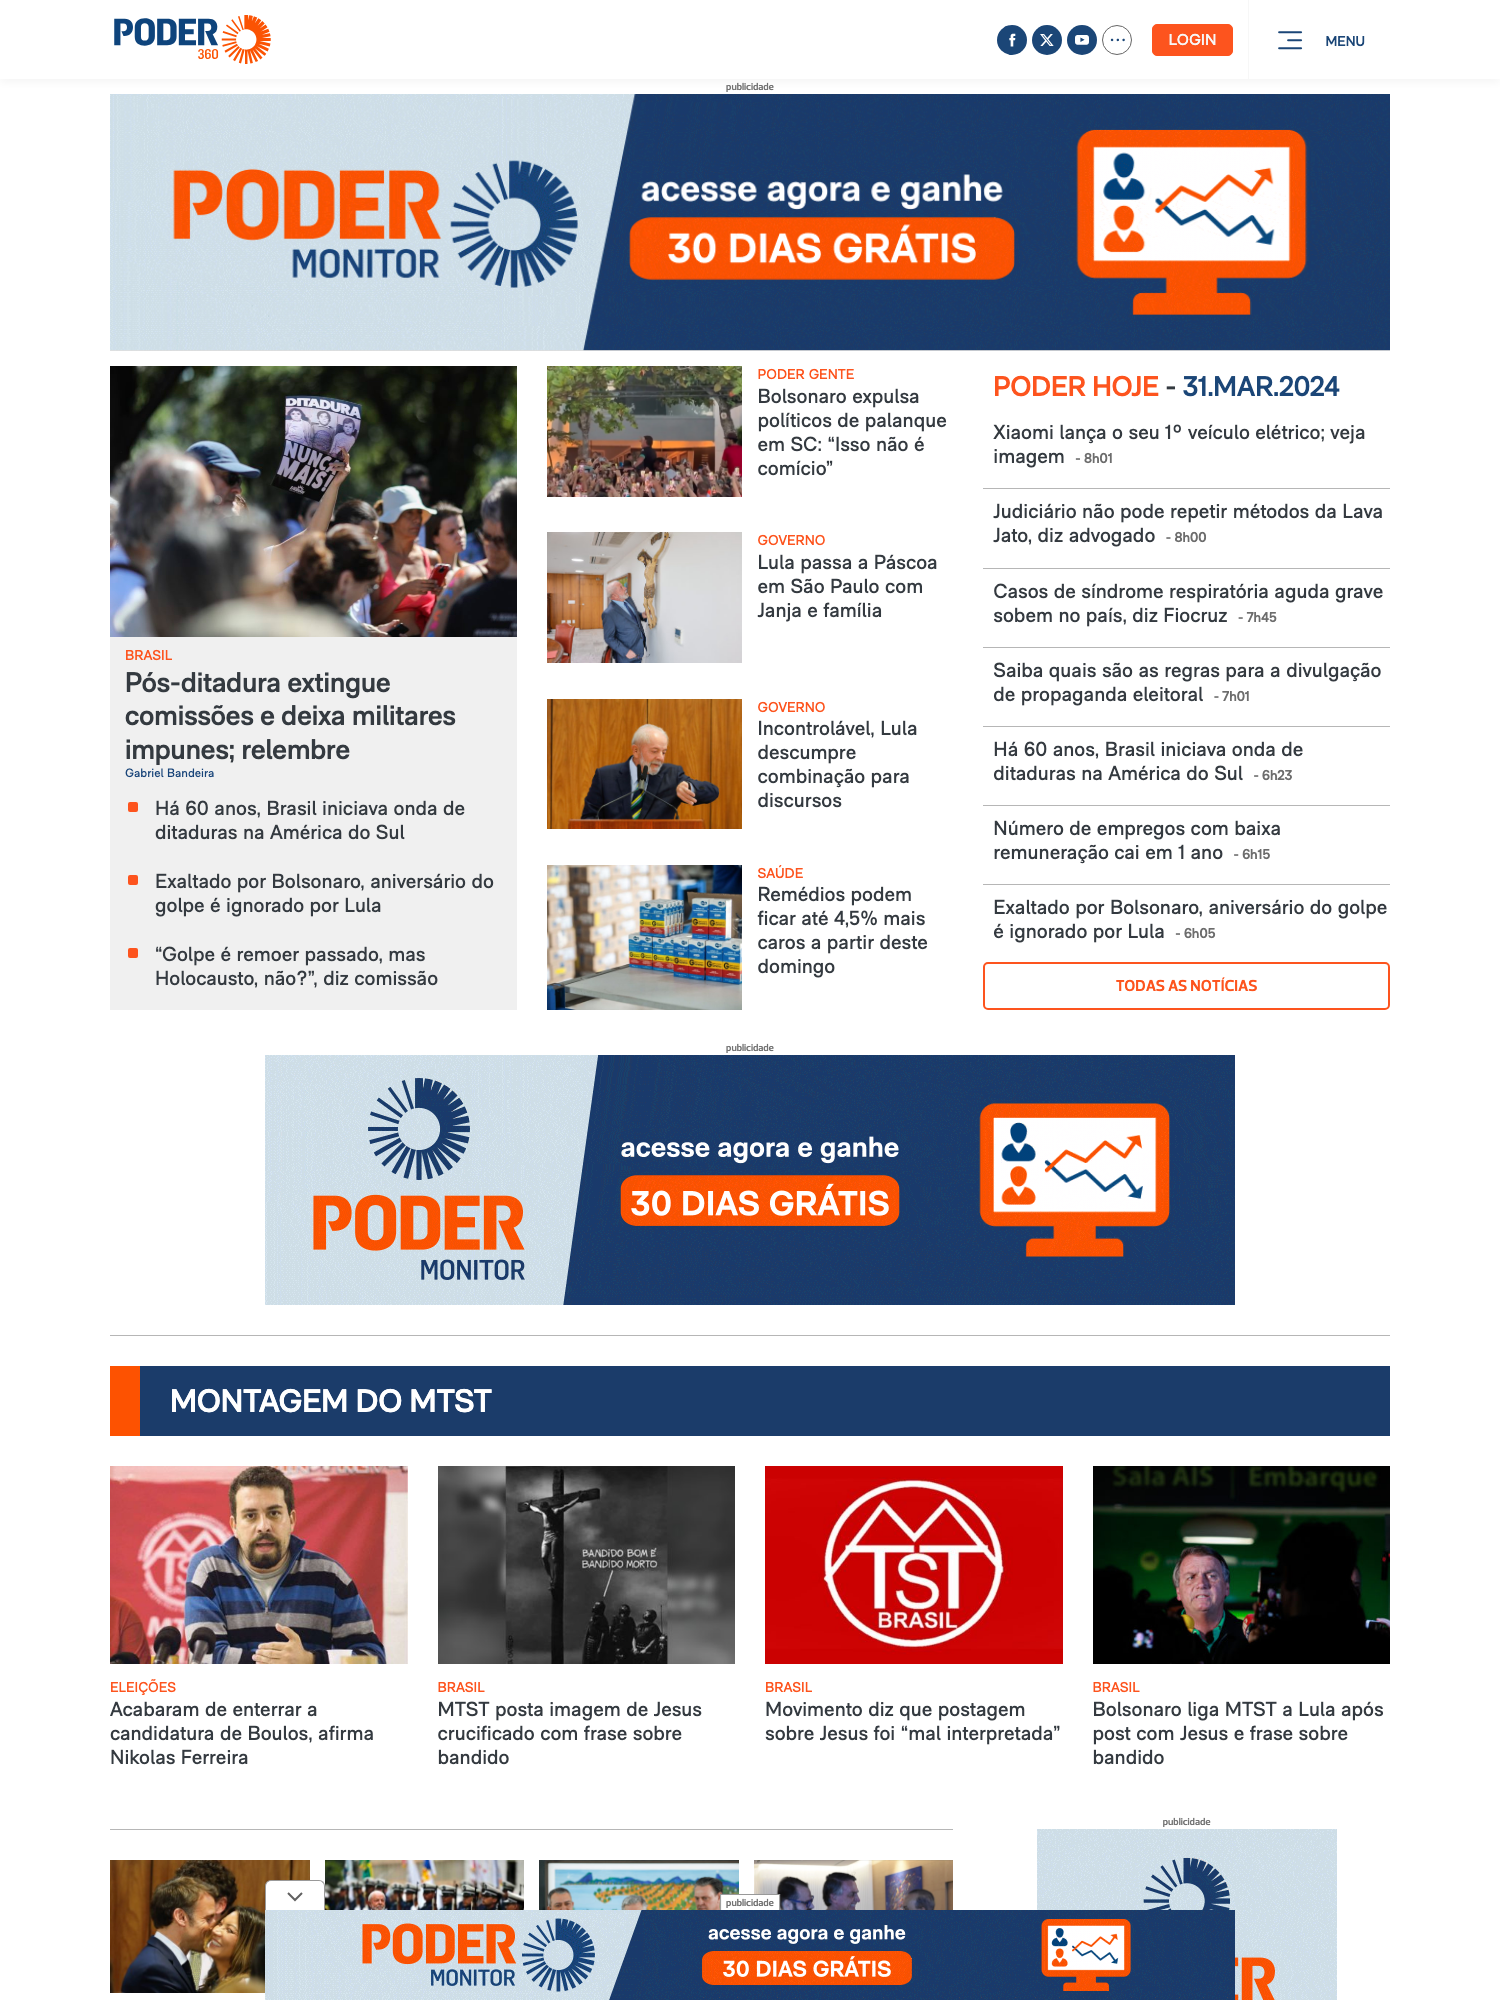 PODER
360
LOGIN
MENU
publicidade
PODER
MONITOR
acesse agora e ganhe
30 DIAS GRÁTIS
DITADURA
NUNCA
MAIS!
BRASIL
Pós-ditadura extingue
comissões e deixa militares
impunes; relembre
Gabriel Bandeira
Há 60 anos, Brasil iniciava onda de
ditaduras na América do Sul
Exaltado por Bolsonaro, aniversário do
golpe é ignorado por Lula
“Golpe é remoer passado, mas
Holocausto, não?”, diz comissão
PODER GENTE
Bolsonaro expulsa
políticos de palanque
em SC: “Isso não é
comício”
GOVERNO
Lula passa a Páscoa
em São Paulo com
Janja e família
GOVERNO
Incontrolável, Lula
descumpre
combinação para
discursos
SAÚDE
Remédios podem
ficar até 4,5% mais
caros a partir deste
domingo
PODER HOJE - 31.MAR.2024
Xiaomi lança o seu 1º veículo elétrico; veja
imagem - 8h01
Judiciário não pode repetir métodos da Lava
Jato, diz advogado - 8h00
Casos de síndrome respiratória aguda grave
sobem no país, diz Fiocruz - 7h45
Saiba quais são as regras para a divulgação
de propaganda eleitoral - 7h01
Há 60 anos, Brasil iniciava onda de
ditaduras na América do Sul - 6h23
Número de empregos com baixa
remuneração cai em 1 ano - 6h15
Exaltado por Bolsonaro, aniversário do golpe
é ignorado por Lula - 6h05
TODAS AS NOTÍCIAS
publicidade
PODER
MONITOR
acesse agora e ganhe
30 DIAS GRÁTIS
MONTAGEM DO MTST
BANDIDO BOM É
BANDIDO MORTO
MTST
BRASIL
Sala AIS Embarque
ELEIÇÕES
Acabaram de enterrar a
candidatura de Boulos, afirma
Nikolas Ferreira
BRASIL
MTST posta imagem de Jesus
crucificado com frase sobre
bandido
BRASIL
Movimento diz que postagem
sobre Jesus foi “mal interpretada”
BRASIL
Bolsonaro liga MTST a Lula após
post com Jesus e frase sobre
bandido
publicidade
publicidade
PODER
MONITOR
acesse agora e ganhe
30 DIAS GRÁTIS